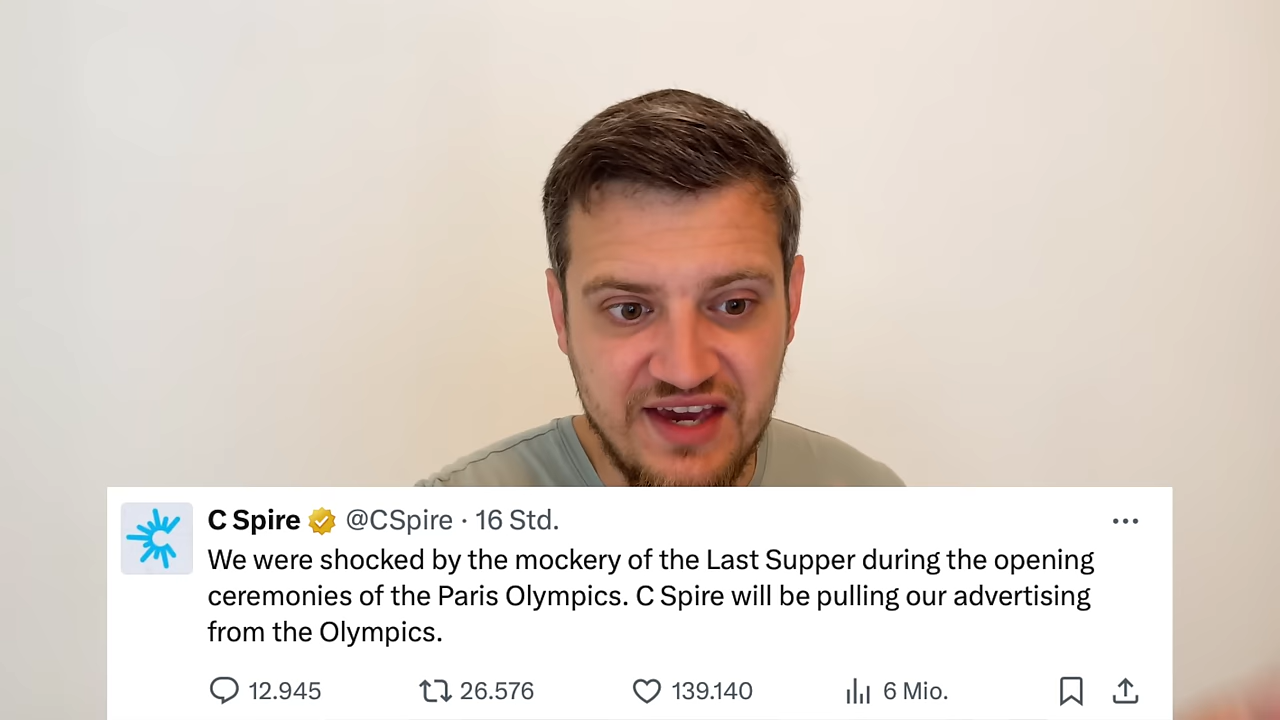 C Spire @CSpire · 16 Std.
We were shocked by the mockery of the Last Supper during the opening
ceremonies of the Paris Olympics. C Spire will be pulling our advertising
from the Olympics.
12.945 26.576 139.140 6 Mio.